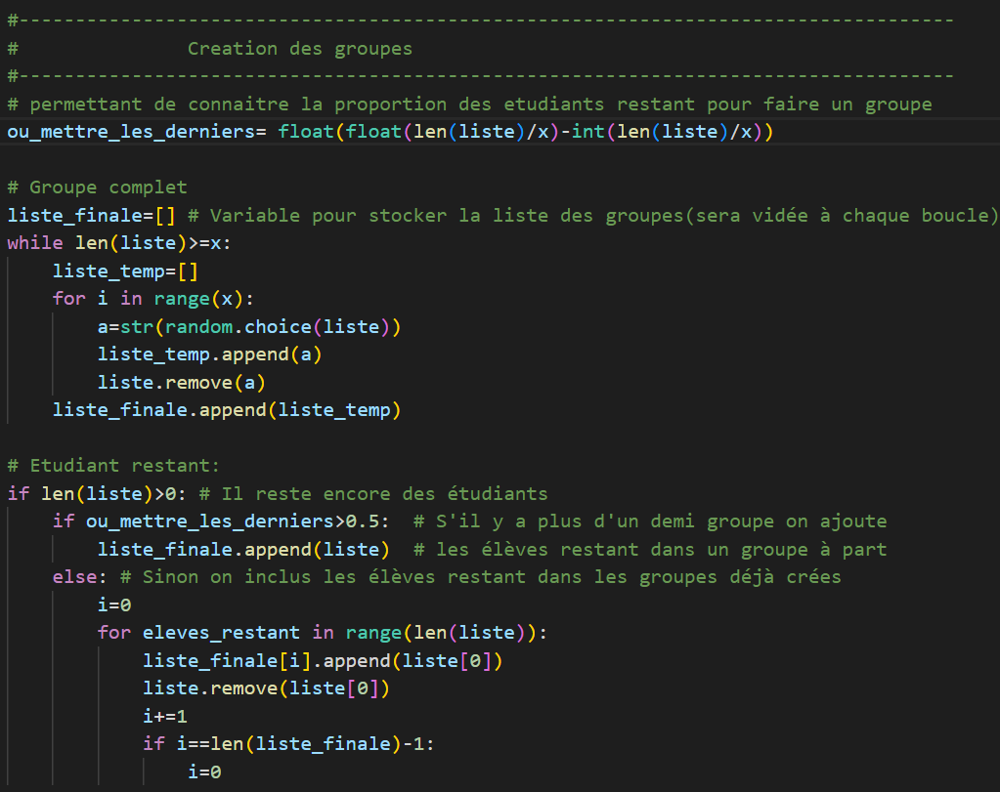 #-----------------------------------------------------------------------------------
#               Creation des groupes
#-----------------------------------------------------------------------------------
# permettant de connaitre la proportion des etudiants restant pour faire un groupe
ou_mettre_les_derniers= float(float(len(liste)/x)-int(len(liste)/x))

# Groupe complet
liste_finale=[] # Variable pour stocker la liste des groupes(sera vidée à chaque boucle)
while len(liste)>=x:
    liste_temp=[]
    for i in range(x):
        a=str(random.choice(liste))
        liste_temp.append(a)
        liste.remove(a)
    liste_finale.append(liste_temp)

# Etudiant restant:
if len(liste)>0: # Il reste encore des étudiants
    if ou_mettre_les_derniers>0.5:  # S'il y a plus d'un demi groupe on ajoute
        liste_finale.append(liste)  # les élèves restant dans un groupe à part
    else: # Sinon on inclus les élèves restant dans les groupes déjà crées
        i=0
        for eleves_restant in range(len(liste)):
            liste_finale[i].append(liste[0])
            liste.remove(liste[0])
            i+=1
            if i==len(liste_finale)-1:
                i=0